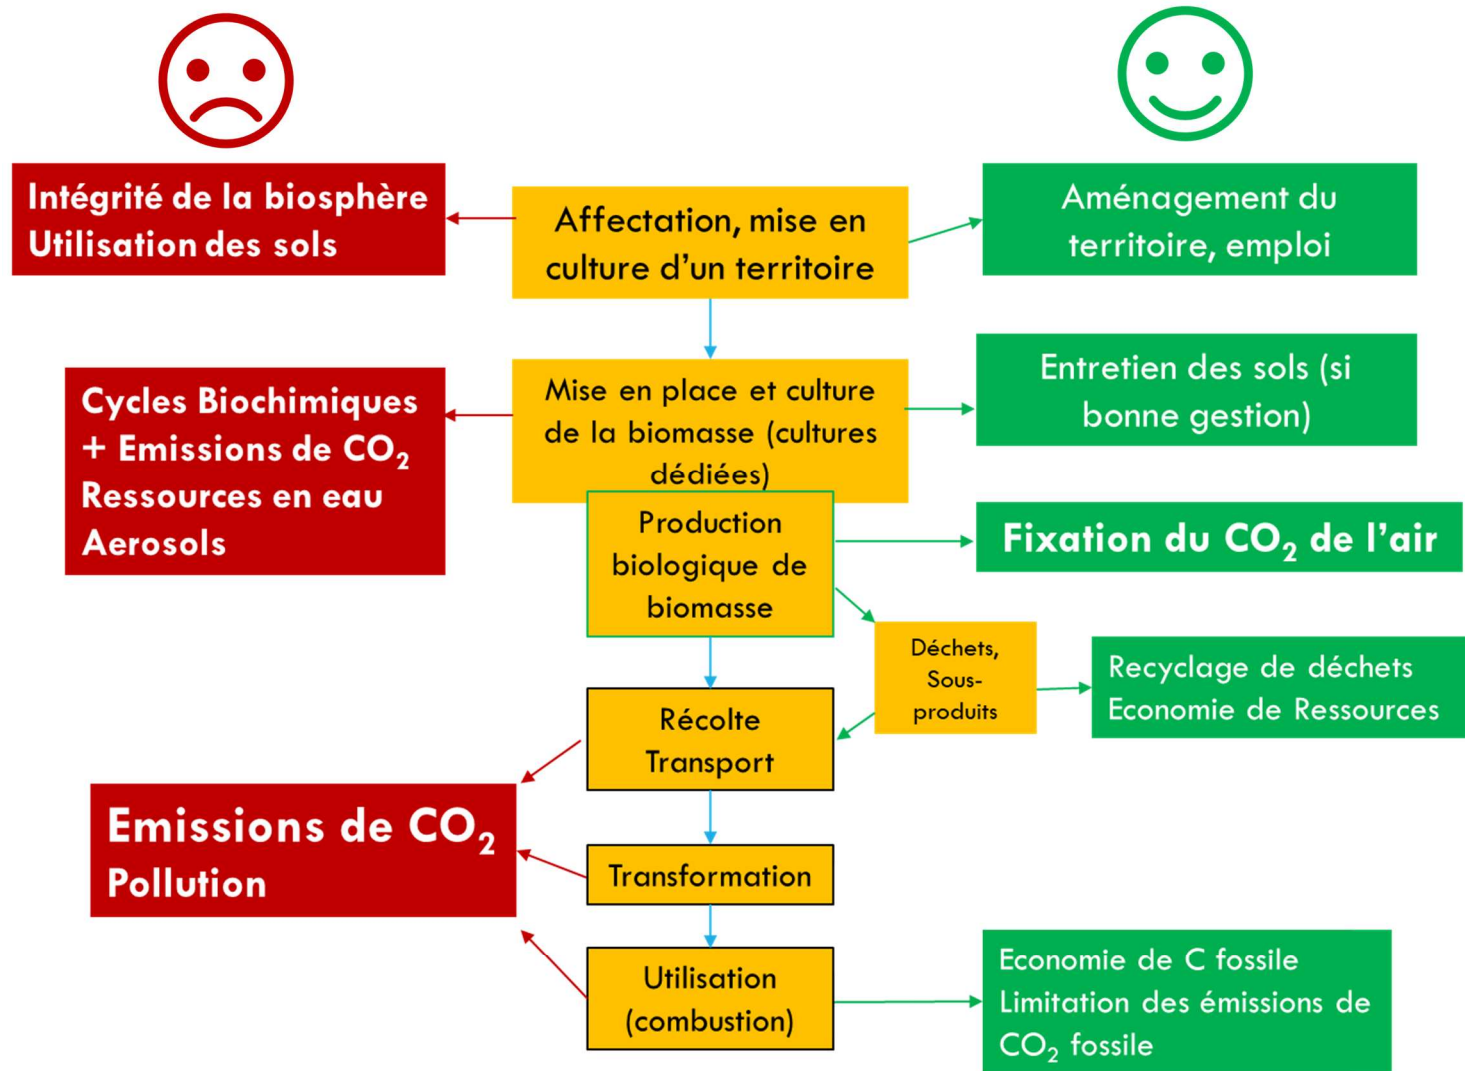 Intégrité de la biosphère
Utilisation des sols
Affectation, mise en
culture d'un territoire
Aménagement du
territoire, emploi
Cycles Biochimiques
+ Emissions de CO₂
Ressources en eau
Aerosols
Mise en place et culture
de la biomasse (cultures
dédiées)
Entretien des sols (si
bonne gestion)
Production
biologique de
biomasse
Fixation du CO₂ de l'air
Déchets,
Sous-
produits
Recyclage de déchets
Economie de Ressources
Récolte
Transport
Emissions de CO₂
Pollution
Transformation
Utilisation
(combustion)
Economie de C fossile
Limitation des émissions de
CO₂ fossile